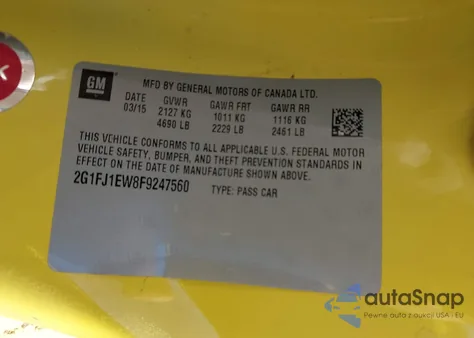 K
GM
MFD BY GENERAL MOTORS OF CANADA LTD.
DATE GVWR GAWR FRT GAWR RR
03/15 2127 KG 1011 KG 1116 KG
4690 LB 2229 LB 2461 LB
THIS VEHICLE CONFORMS TO ALL APPLICABLE U.S. FEDERAL MOTOR
VEHICLE SAFETY, BUMPER, AND THEFT PREVENTION STANDARDS IN
EFFECT ON THE DATE OF MANUFACTURE SHOWN ABOVE.
2G1FJ1EW8F9247560 TYPE: PASS CAR
autoSnap
Pewne auta z aukcji USA i EU